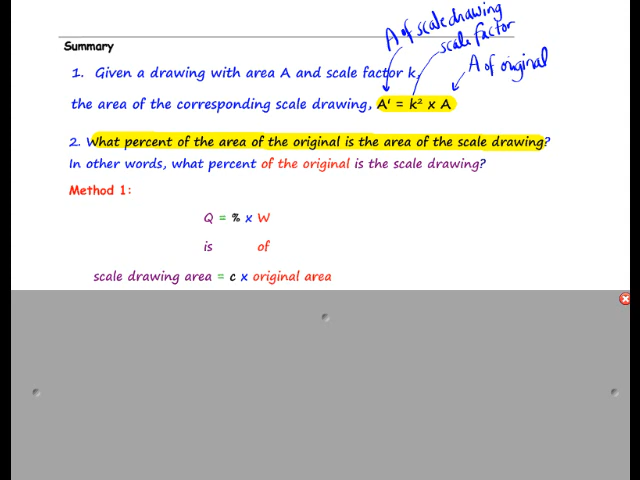 A of scale drawing
scale factor
A of original
Summary
1. Given a drawing with area A and scale factor k,
the area of the corresponding scale drawing, A' = k² x A
2. What percent of the area of the original is the area of the scale drawing?
In other words, what percent of the original is the scale drawing?
Method 1:
Q = % x W
is of
scale drawing area = c x original area